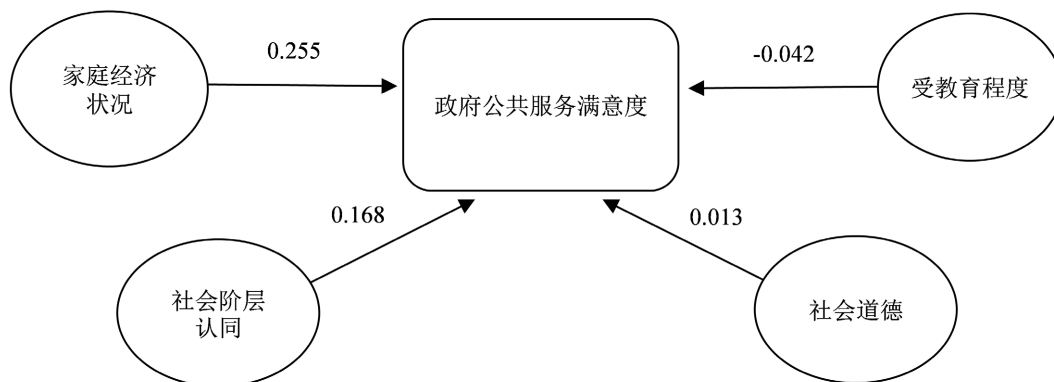 0.255
-0.042
家庭经济
状况
政府公共服务满意度
受教育程度
0.168
0.013
社会阶层
认同
社会道德